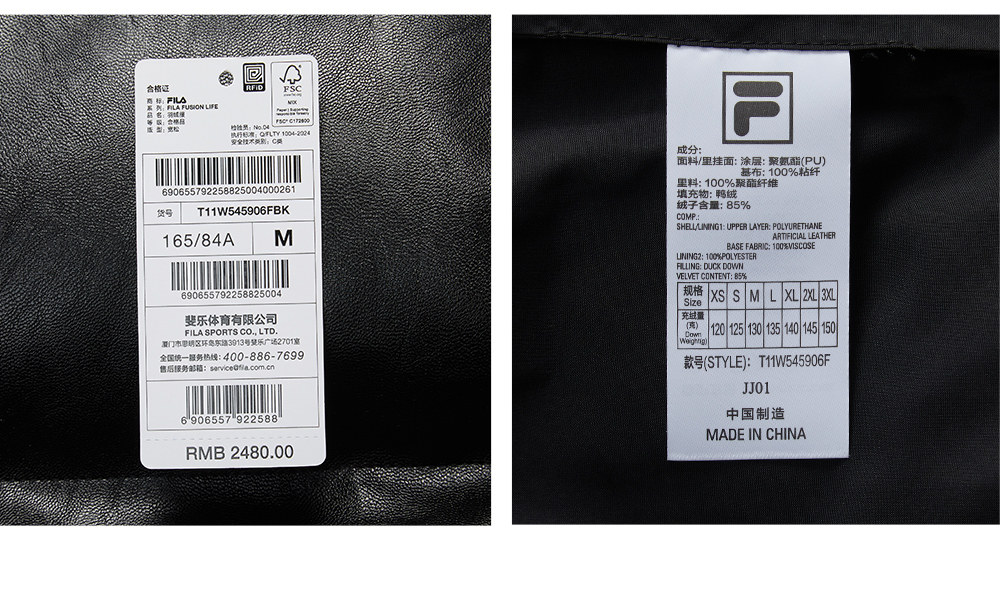 合格证
商 标: FILA
系 列: FILA FUSION LIFE
品 名: 羽绒服
等 级: 合格品
版 型: 宽松
RFID
FSC
www.fsc.org
MIX
Paper | Supporting
responsible forestry
FSC® C172800
检验员: No.04
执行标准: Q/FLTY 1004-2024
安全技术类别: C类
690655792258825004000261
货号 T11W545906FBK
165/84A M
690655792258825004
斐乐体育有限公司
FILA SPORTS CO., LTD.
厦门市思明区环岛东路3913号斐乐广场2701室
全国统一服务热线: 400-886-7699
售后服务邮箱: service@fila.com.cn
6 906557 922588
RMB 2480.00
F
成分:
面料/里挂面: 涂层: 聚氨酯(PU)
基布: 100%粘纤
里料: 100%聚酯纤维
填充物: 鸭绒
绒子含量: 85%
COMP.:
SHELL/LINING1: UPPER LAYER: POLYURETHANE
ARTIFICIAL LEATHER
BASE FABRIC: 100%VISCOSE
LINING2: 100%POLYESTER
FILLING: DUCK DOWN
VELVET CONTENT: 85%
规格 Size XS S M L XL 2XL 3XL
充绒量 (克) Down Weight(g) 120 125 130 135 140 145 150
款号(STYLE): T11W545906F
JJ01
中国制造
MADE IN CHINA